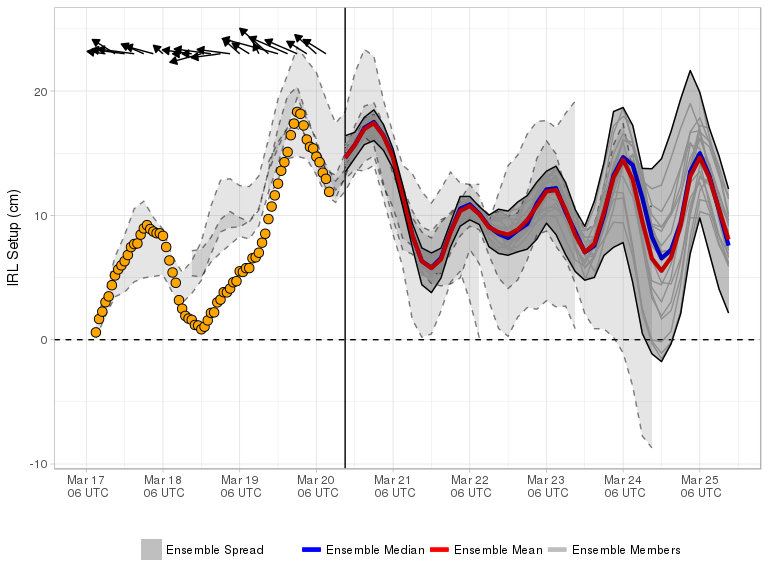 20
10
0
-10
IRL Setup (cm)
Mar 17 Mar 18 Mar 19 Mar 20 Mar 21 Mar 22 Mar 23 Mar 24 Mar 25
06 UTC 06 UTC 06 UTC 06 UTC 06 UTC 06 UTC 06 UTC 06 UTC 06 UTC
Ensemble Spread Ensemble Median Ensemble Mean Ensemble Members